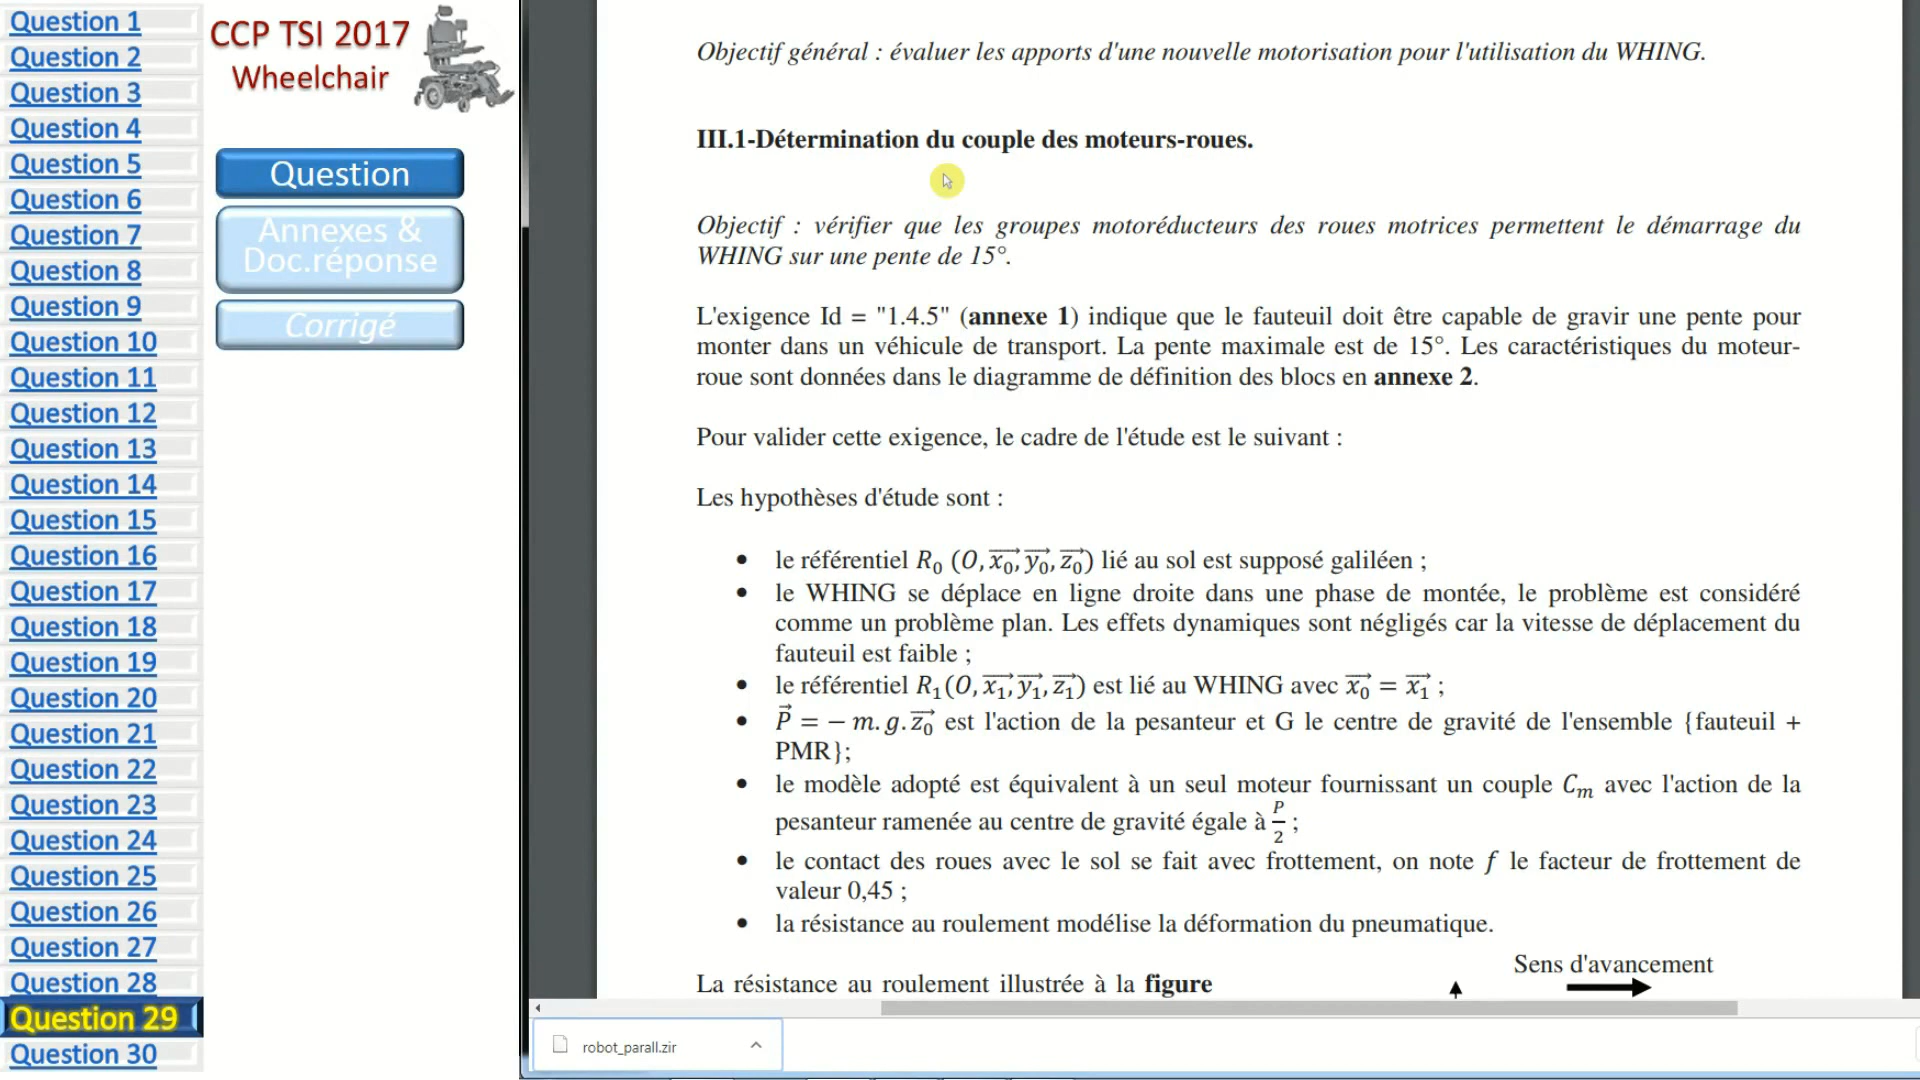 Question 1
Question 2
Question 3
Question 4
Question 5
Question 6
Question 7
Question 8
Question 9
Question 10
Question 11
Question 12
Question 13
Question 14
Question 15
Question 16
Question 17
Question 18
Question 19
Question 20
Question 21
Question 22
Question 23
Question 24
Question 25
Question 26
Question 27
Question 28
Question 29
Question 30
CCP TSI 2017
Wheelchair
Question
Annexes &
Doc.réponse
Corrigé
Objectif général : évaluer les apports d'une nouvelle motorisation pour l'utilisation du WHING.
III.1-Détermination du couple des moteurs-roues.
Objectif : vérifier que les groupes motoréducteurs des roues motrices permettent le démarrage du
WHING sur une pente de 15°.
L'exigence Id = "1.4.5" (annexe 1) indique que le fauteuil doit être capable de gravir une pente pour
monter dans un véhicule de transport. La pente maximale est de 15°. Les caractéristiques du moteur-
roue sont données dans le diagramme de définition des blocs en annexe 2.
Pour valider cette exigence, le cadre de l'étude est le suivant :
Les hypothèses d'étude sont :
• le référentiel R₀ (O, x₀⃗, y₀⃗, z₀⃗) lié au sol est supposé galiléen ;
• le WHING se déplace en ligne droite dans une phase de montée, le problème est considéré
comme un problème plan. Les effets dynamiques sont négligés car la vitesse de déplacement du
fauteuil est faible ;
• le référentiel R₁(O, x₁⃗, y₁⃗, z₁⃗) est lié au WHING avec x₀⃗ = x₁⃗ ;
• P⃗ = − m. g. z₀⃗ est l'action de la pesanteur et G le centre de gravité de l'ensemble {fauteuil +
PMR};
• le modèle adopté est équivalent à un seul moteur fournissant un couple Cₘ avec l'action de la
pesanteur ramenée au centre de gravité égale à P/2 ;
• le contact des roues avec le sol se fait avec frottement, on note f le facteur de frottement de
valeur 0,45 ;
• la résistance au roulement modélise la déformation du pneumatique.
Sens d'avancement
La résistance au roulement illustrée à la figure
robot_parall.zir